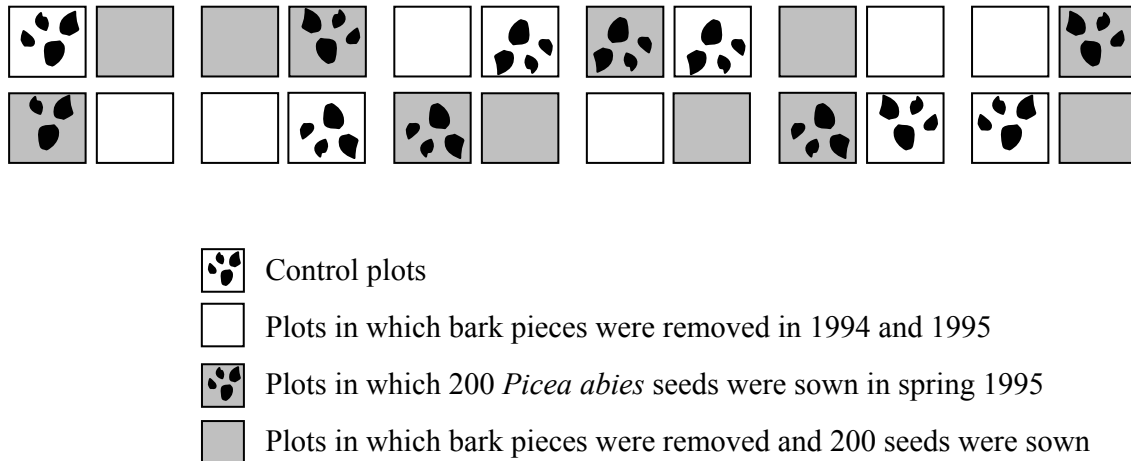 Control plots
Plots in which bark pieces were removed in 1994 and 1995
Plots in which 200 Picea abies seeds were sown in spring 1995
Plots in which bark pieces were removed and 200 seeds were sown